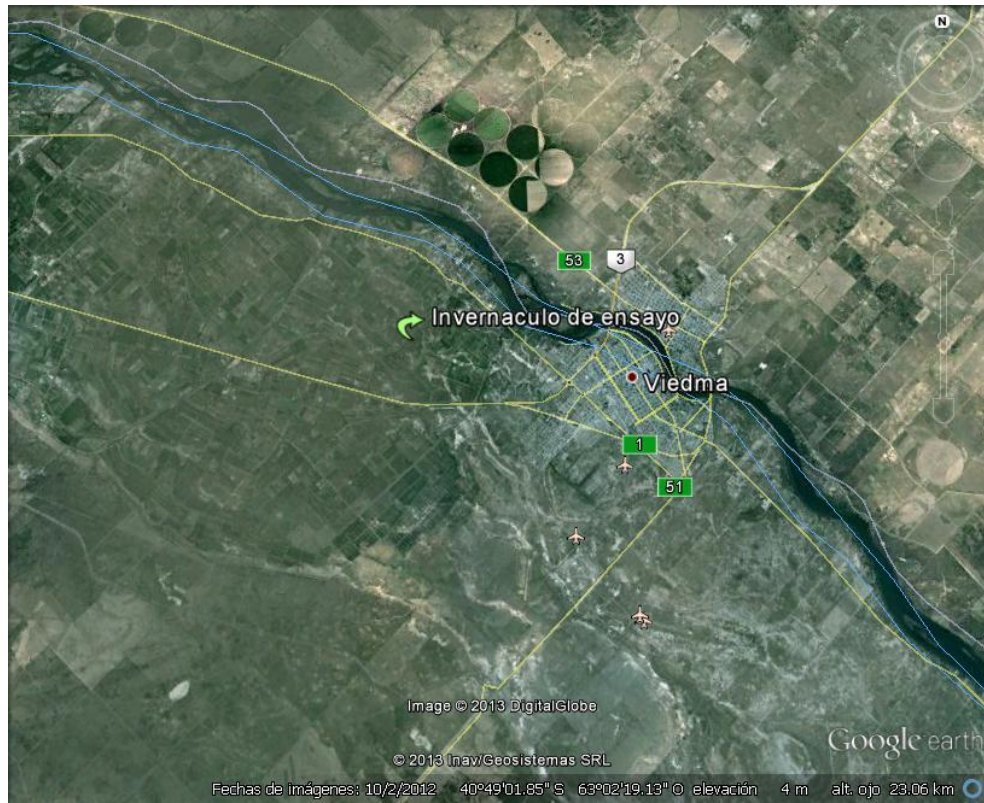 N
53
3
Invernaculo de ensayo
Viedma
1
51
Image © 2013 DigitalGlobe
Google earth
© 2013 Inav/Geosistemas SRL
Fechas de imágenes: 10/2/2012 40°49'01.85" S 63°02'19.13" O elevación 4 m alt. ojo 23.06 km